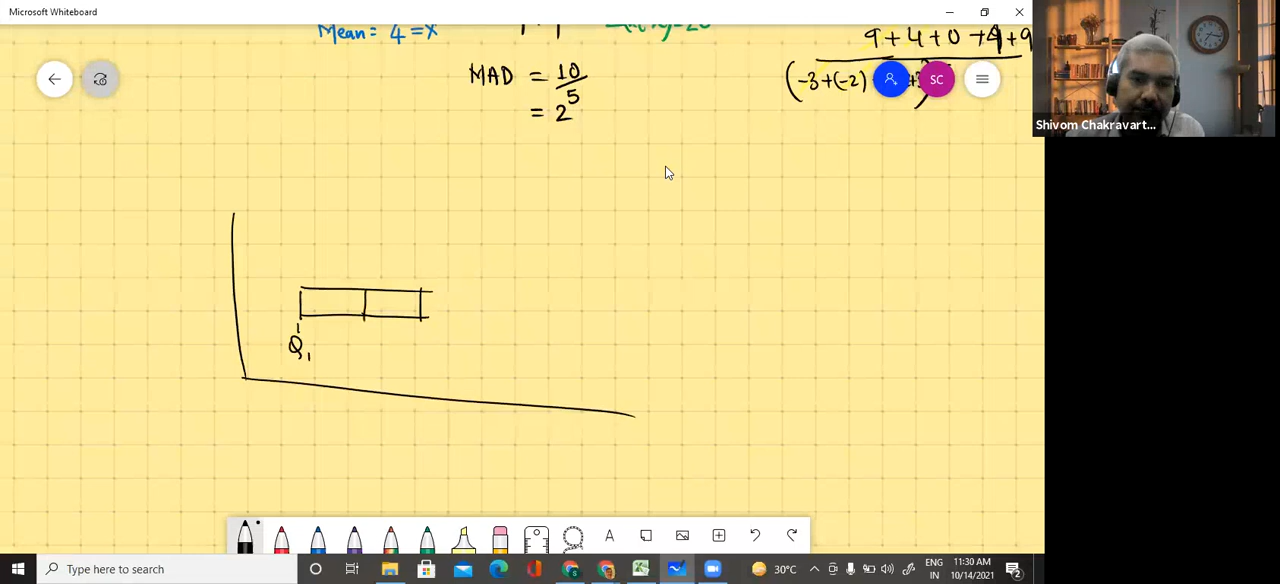 Microsoft Whiteboard
Mean = 4 = x
9 + 4 + 0 + 4 + 9
MAD = 10
5
= 2
(-3 + (-2)
SC
Shivom Chakravart...
Q1
A
Type here to search
30°C
ENG
IN
11:30 AM
10/14/2021
2